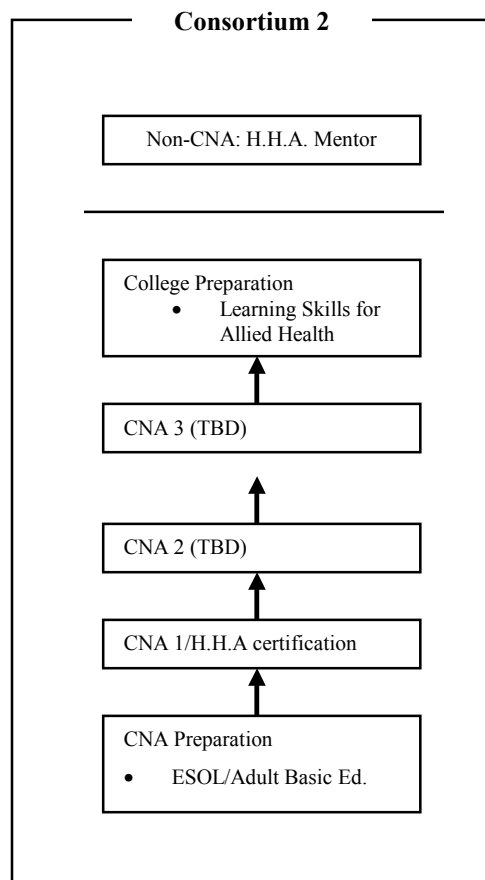 Consortium 2
Non-CNA: H.H.A. Mentor
College Preparation
• Learning Skills for
Allied Health
CNA 3 (TBD)
CNA 2 (TBD)
CNA 1/H.H.A certification
CNA Preparation
• ESOL/Adult Basic Ed.